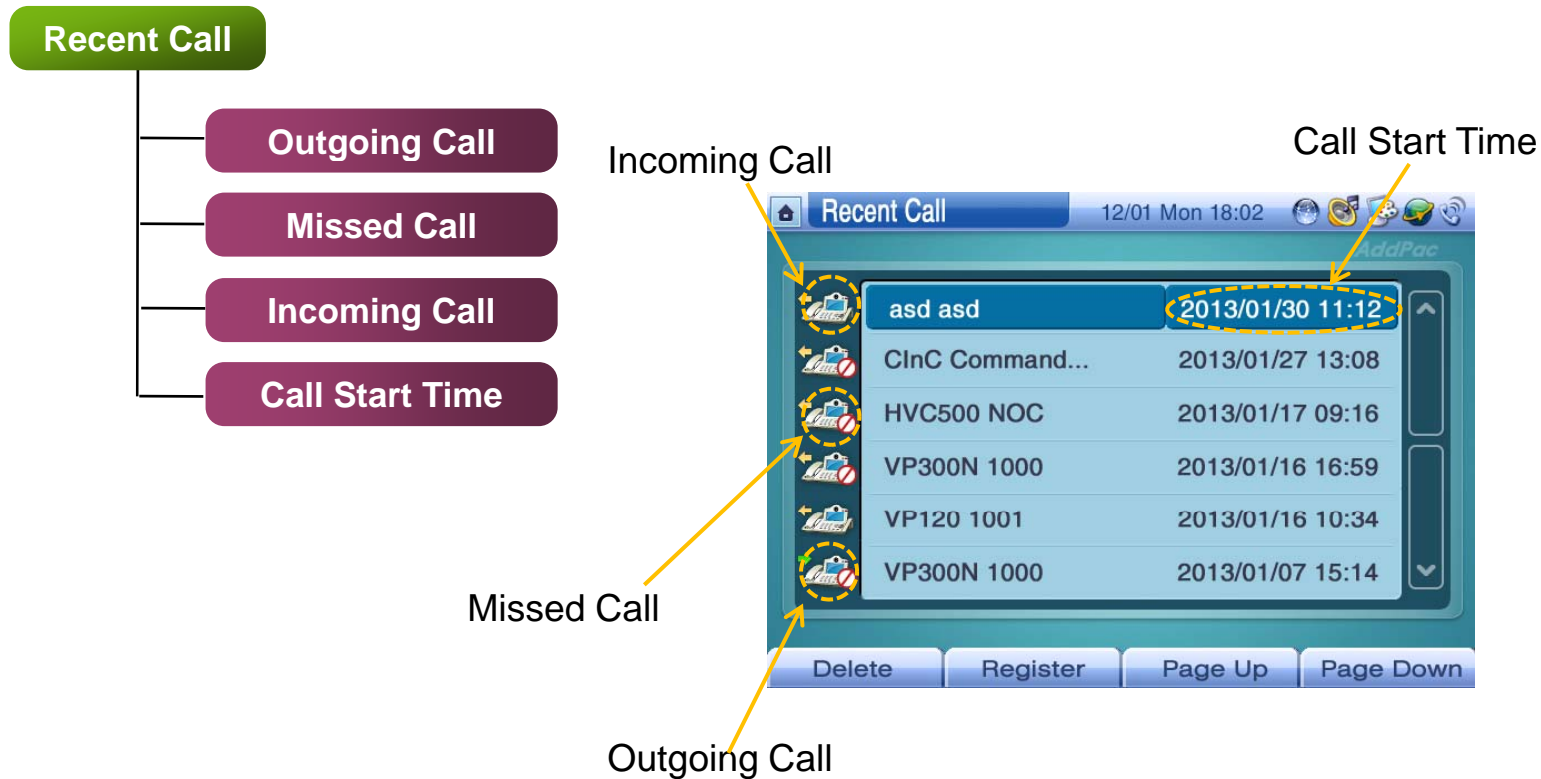 Recent Call
Outgoing Call
Missed Call
Incoming Call
Call Start Time
Incoming Call
Call Start Time
Recent Call 12/01 Mon 18:02
AddPac
asd asd 2013/01/30 11:12
CInC Command... 2013/01/27 13:08
HVC500 NOC 2013/01/17 09:16
VP300N 1000 2013/01/16 16:59
VP120 1001 2013/01/16 10:34
VP300N 1000 2013/01/07 15:14
Missed Call
Delete Register Page Up Page Down
Outgoing Call